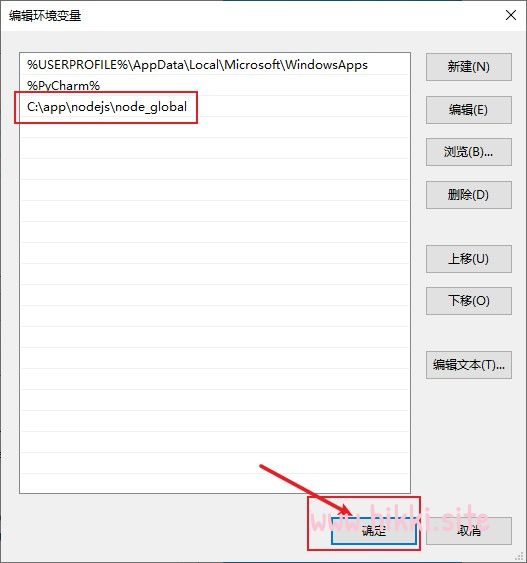 编辑环境变量
%USERPROFILE%\AppData\Local\Microsoft\WindowsApps
%PyCharm%
C:\app\nodejs\node_global
新建(N)
编辑(E)
浏览(B)...
删除(D)
上移(U)
下移(O)
编辑文本(T)...
确定
取消
www.hikki.site